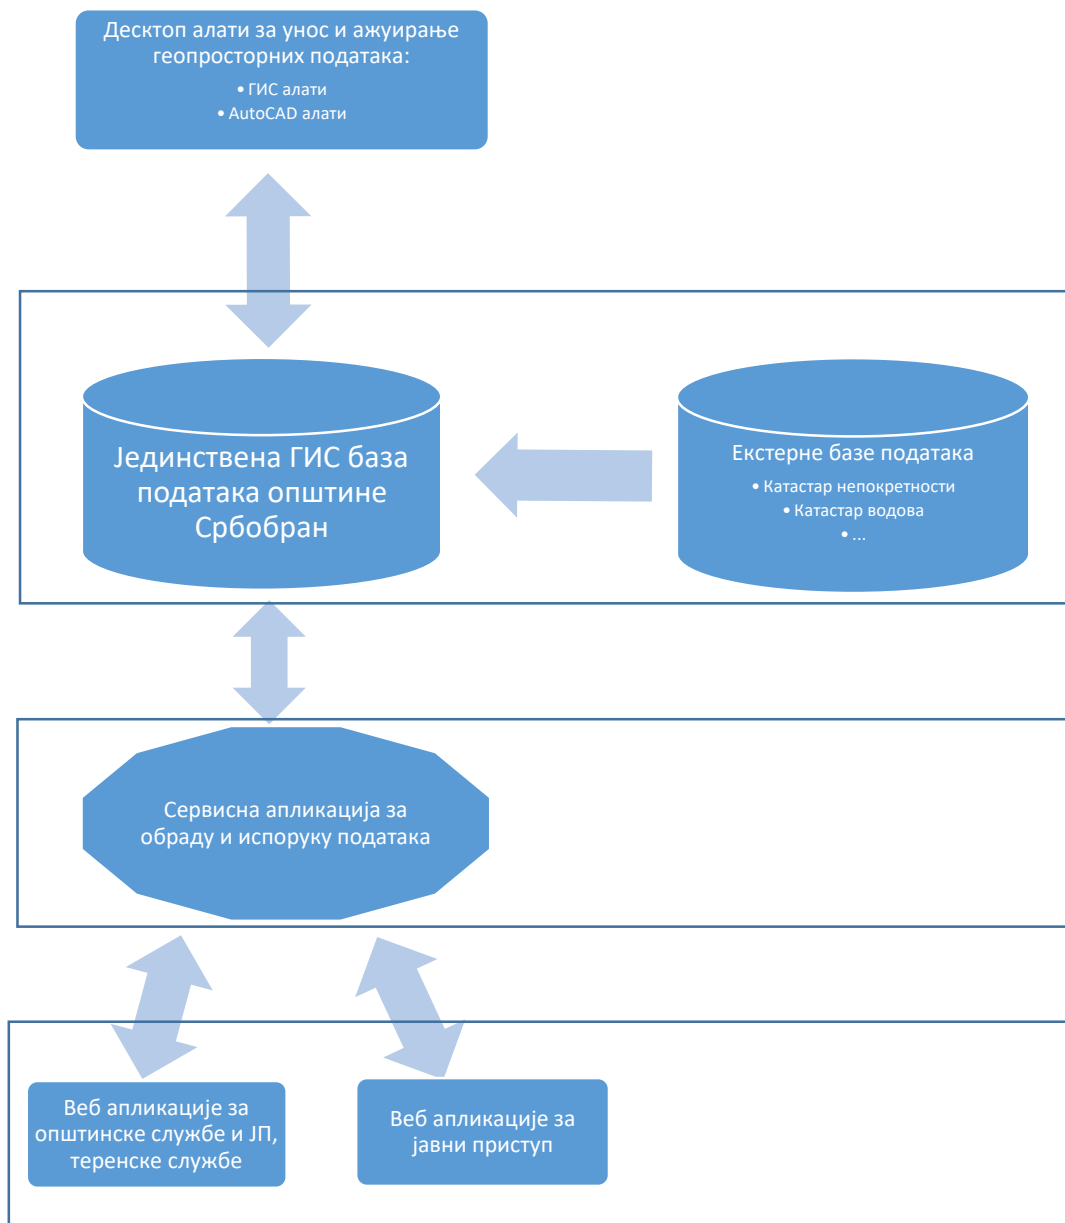 Десктоп алати за унос и ажуирање
геопросторних података:
• ГИС алати
• AutoCAD алати
Јединствена ГИС база
података општине
Србобран
Екстерне базе података
• Катастар непокретности
• Катастар водова
• ...
Сервисна апликација за
обраду и испоруку података
Веб апликације за
општинске службе и ЈП,
теренске службе
Веб апликације за
јавни приступ